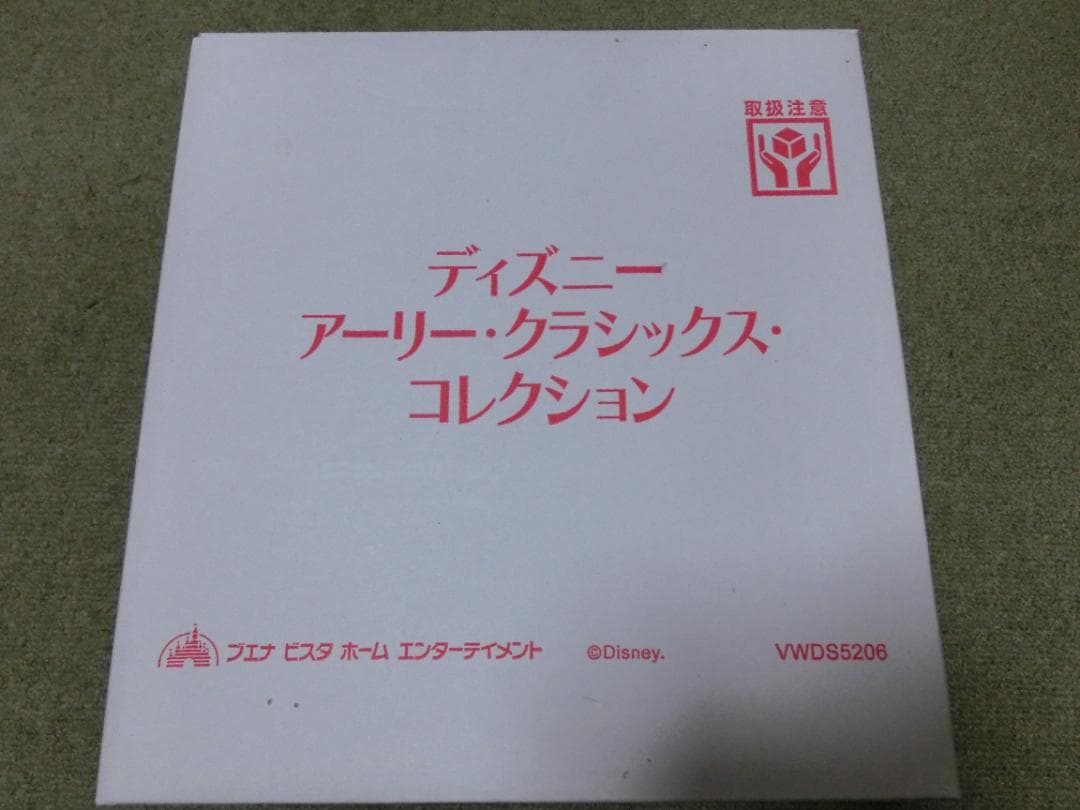 取扱注意
ディズニー
アーリー・クラシックス・
コレクション
ブエナ ビスタ ホーム エンターテイメント ©Disney. VWDS5206